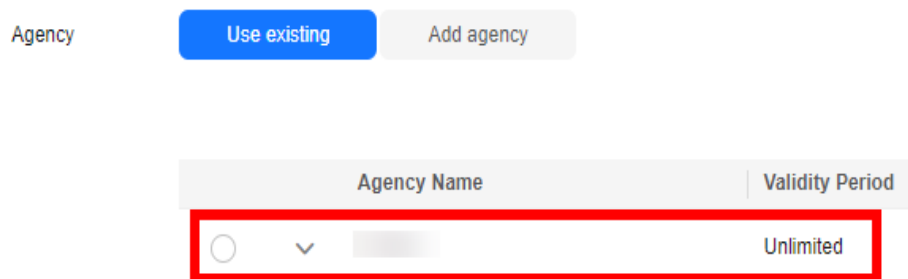 Agency Use existing Add agency
Agency Name Validity Period
Unlimited